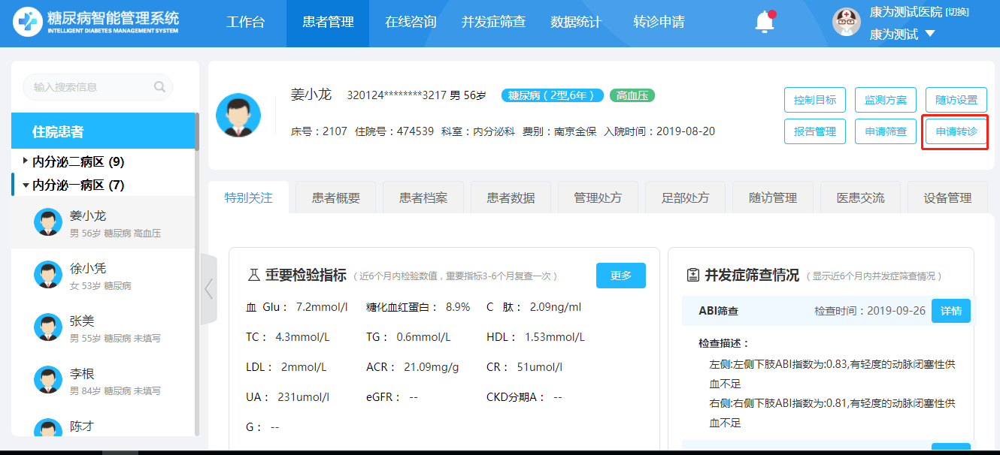 糖尿病智能管理系统
INTELLIGENT DIABETES MANAGEMENT SYSTEM
工作台 患者管理 在线咨询 并发症筛查 数据统计 转诊申请
康为测试医院 [切换]
康为测试
输入搜索信息
住院患者
内分泌二病区 (9)
内分泌一病区 (7)
姜小龙
男 56岁 糖尿病 高血压
徐小凭
女 53岁 糖尿病
张美
男 55岁 糖尿病 未填写
李根
男 84岁 糖尿病 未填写
陈才
姜小龙 320124********3217 男 56岁 糖尿病（2型,6年） 高血压
床号：2107 住院号：474539 科室：内分泌科 费别：南京金保 入院时间：2019-08-20
控制目标 监测方案 随访设置
报告管理 申请筛查 申请转诊
特别关注 患者概要 患者档案 患者数据 管理处方 足部处方 随访管理 医患交流 设备管理
重要检验指标（近6个月内检验数值，重要指标3-6个月复查一次） 更多
血 Glu： 7.2mmol/l 糖化血红蛋白： 8.9% C 肽： 2.09ng/ml
TC： 4.3mmol/L TG： 0.6mmol/L HDL： 1.53mmol/L
LDL： 2mmol/L ACR： 21.09mg/g CR： 51umol/l
UA： 231umol/l eGFR： -- CKD分期A： --
G： --
并发症筛查情况（显示近6个月内并发症筛查情况）
ABI筛查 检查时间：2019-09-26 详情
检查描述：
左侧:左侧下肢ABI指数为:0.83,有轻度的动脉闭塞性供
血不足
右侧:右侧下肢ABI指数为:0.81,有轻度的动脉闭塞性供
血不足